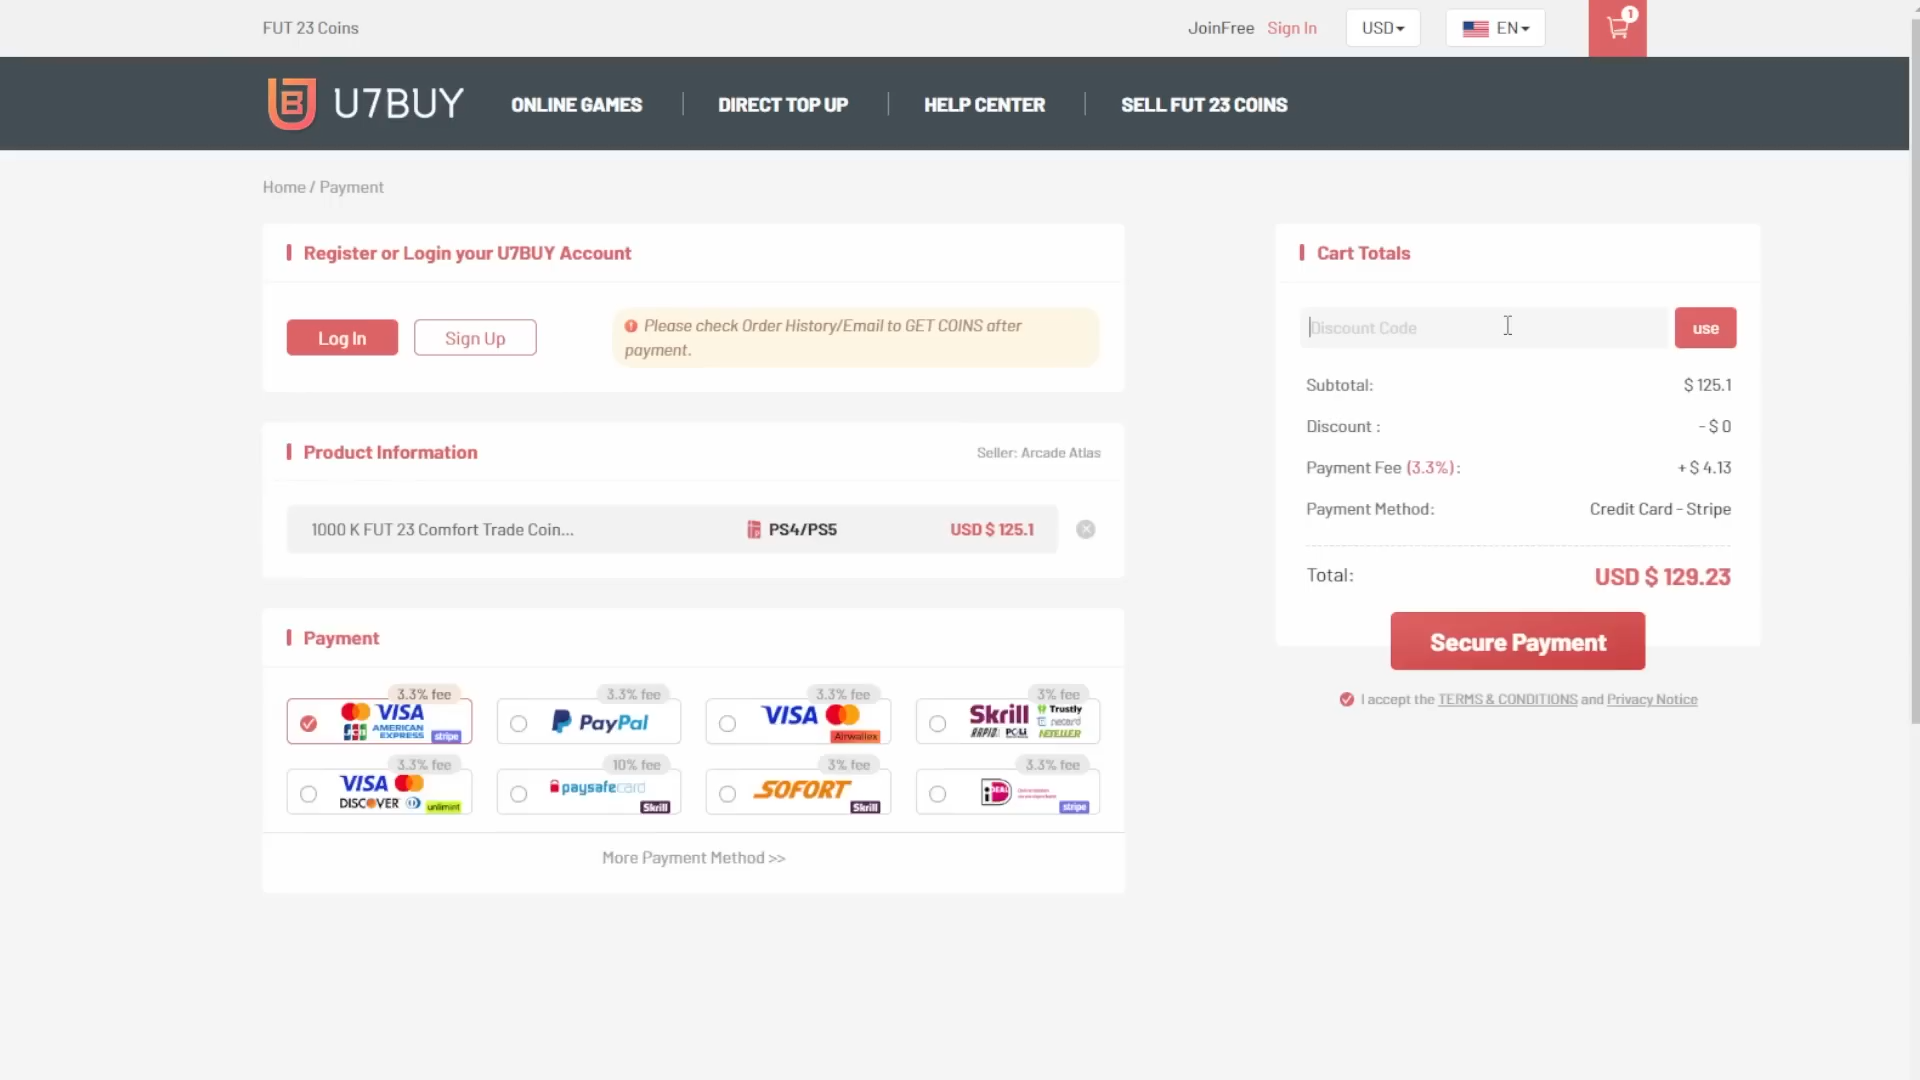 FUT 23 Coins
JoinFree Sign In
USD
EN
1
U7BUY
ONLINE GAMES
DIRECT TOP UP
HELP CENTER
SELL FUT 23 COINS
Home / Payment
Register or Login your U7BUY Account
Log In
Sign Up
Please check Order History/Email to GET COINS after
payment.
Product Information
Seller: Arcade Atlas
1000 K FUT 23 Comfort Trade Coin...
PS4/PS5
USD $ 125.1
Payment
3.3% fee
VISA
JCB AMERICAN
EXPRESS stripe
3.3% fee
PayPal
3.3% fee
VISA
Airwallex
3% fee
Skrill Trustly
RAPID POLi NETELLER
3.3% fee
VISA
DISCOVER unlimint
10% fee
paysafecard
Skrill
3% fee
SOFORT
Skrill
3.3% fee
iDEAL
stripe
More Payment Method >>
Cart Totals
Discount Code
use
Subtotal: $ 125.1
Discount : - $ 0
Payment Fee (3.3%) : + $ 4.13
Payment Method: Credit Card - Stripe
Total: USD $ 129.23
Secure Payment
I accept the TERMS & CONDITIONS and Privacy Notice